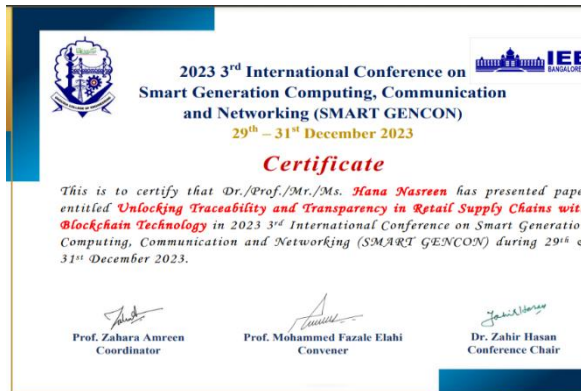 2023 3rd International Conference on
Smart Generation Computing, Communication
and Networking (SMART GENCON)
29th – 31st December 2023
IEE
BANGALORE
Certificate
This is to certify that Dr./Prof./Mr./Ms. Hana Nasreen has presented pape
entitled Unlocking Traceability and Transparency in Retail Supply Chains wit
Blockchain Technology in 2023 3rd International Conference on Smart Generatio
Computing, Communication and Networking (SMART GENCON) during 29th &
31st December 2023.
Prof. Zahara Amreen
Coordinator
Prof. Mohammed Fazale Elahi
Convener
Dr. Zahir Hasan
Conference Chair